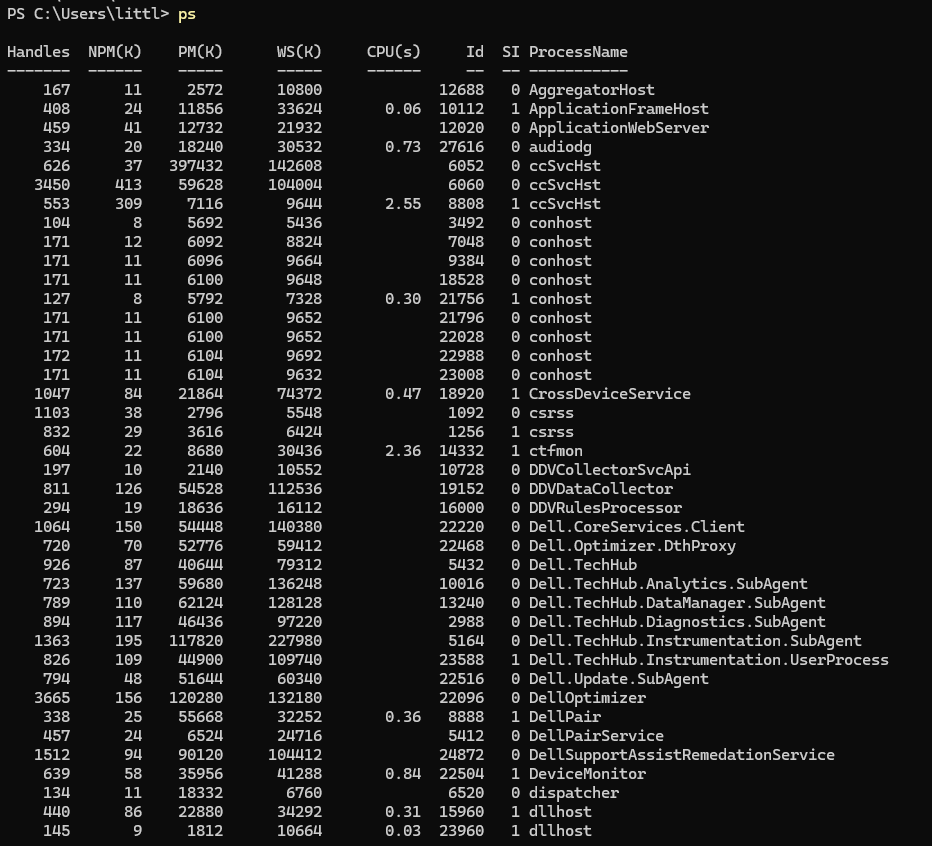 PS C:\Users\littl> ps
Handles NPM(K) PM(K) WS(K) CPU(s) Id SI ProcessName
------- ------ ----- ----- ------ -- -- -----------
167 11 2572 10800 12688 0 AggregatorHost
408 24 11856 33624 0.06 10112 1 ApplicationFrameHost
459 41 12732 21932 12020 0 ApplicationWebServer
334 20 18240 30532 0.73 27616 0 audiodg
626 37 397432 142608 6052 0 ccSvcHst
3450 413 59628 104004 6060 0 ccSvcHst
553 309 7116 9644 2.55 8808 1 ccSvcHst
104 8 5692 5436 3492 0 conhost
171 12 6092 8824 7048 0 conhost
171 11 6096 9664 9384 0 conhost
171 11 6100 9648 18528 0 conhost
127 8 5792 7328 0.30 21756 1 conhost
171 11 6100 9652 21796 0 conhost
171 11 6100 9652 22028 0 conhost
172 11 6104 9692 22988 0 conhost
171 11 6104 9632 23008 0 conhost
1047 84 21864 74372 0.47 18920 1 CrossDeviceService
1103 38 2796 5548 1092 0 csrss
832 29 3616 6424 1256 1 csrss
604 22 8680 30436 2.36 14332 1 ctfmon
197 10 2140 10552 10728 0 DDVCollectorSvcApi
811 126 54528 112536 19152 0 DDVDataCollector
294 19 18636 16112 16000 0 DDVRulesProcessor
1064 150 54448 140380 22220 0 Dell.CoreServices.Client
720 70 52776 59412 22468 0 Dell.Optimizer.DthProxy
926 87 40644 79312 5432 0 Dell.TechHub
723 137 59680 136248 10016 0 Dell.TechHub.Analytics.SubAgent
789 110 62124 128128 13240 0 Dell.TechHub.DataManager.SubAgent
894 117 46436 97220 2988 0 Dell.TechHub.Diagnostics.SubAgent
1363 195 117820 227980 5164 0 Dell.TechHub.Instrumentation.SubAgent
826 109 44900 109740 23588 1 Dell.TechHub.Instrumentation.UserProcess
794 48 51644 60340 22516 0 Dell.Update.SubAgent
3665 156 120280 132180 22096 0 DellOptimizer
338 25 55668 32252 0.36 8888 1 DellPair
457 24 6524 24716 5412 0 DellPairService
1512 94 90120 104412 24872 0 DellSupportAssistRemedationService
639 58 35956 41288 0.84 22504 1 DeviceMonitor
134 11 18332 6760 6520 0 dispatcher
440 86 22880 34292 0.31 15960 1 dllhost
145 9 1812 10664 0.03 23960 1 dllhost